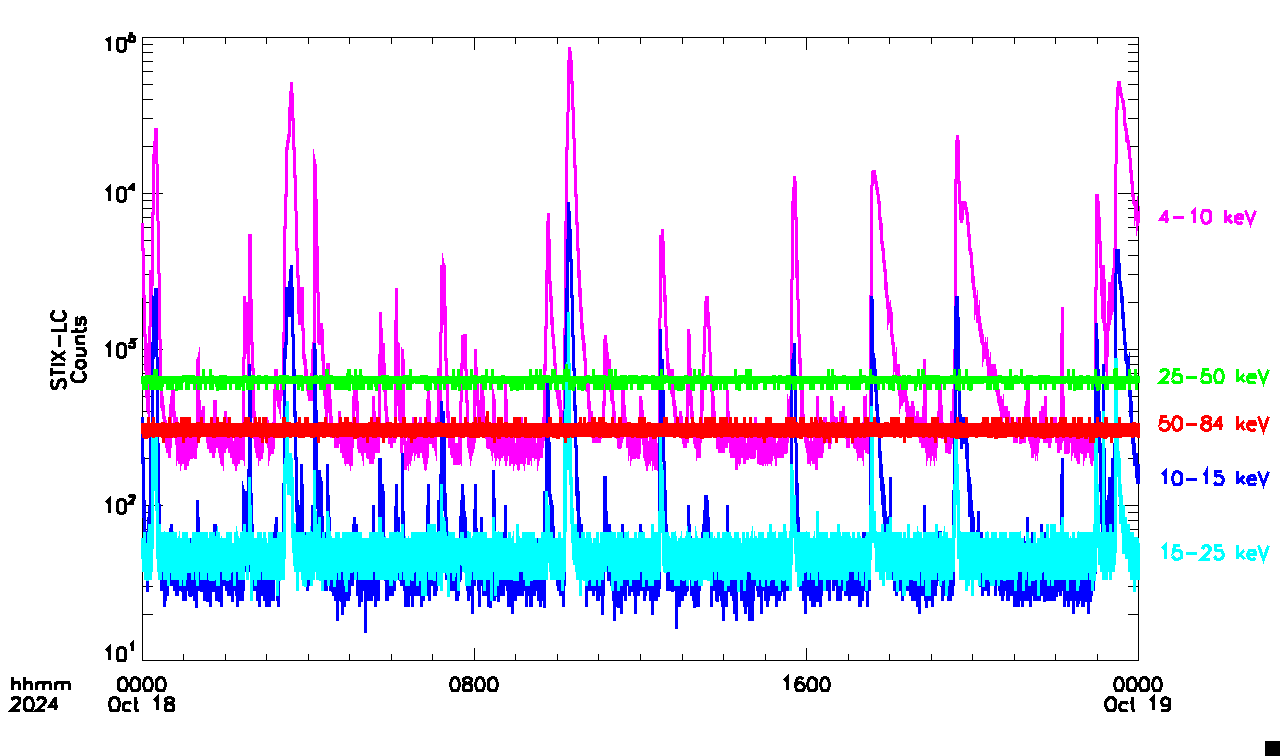 10^5
10^4
10^3
10^2
10^1
STIX-LC
Counts
4-10 keV
25-50 keV
50-84 keV
10-15 keV
15-25 keV
hhmm 0000 0800 1600 0000
2024 Oct 18 Oct 19